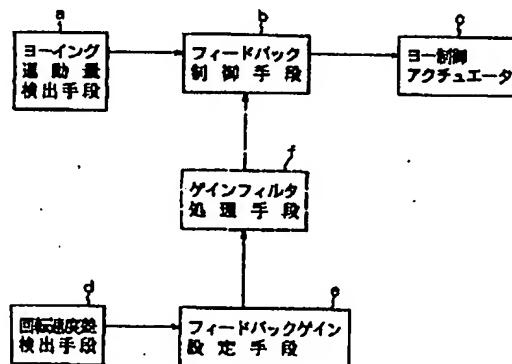 a
ヨーイング
運動量
検出手段
b
フィードバック
制御手段
c
ヨー制御
アクチュエータ
f
ゲインフィルタ
処理手段
d
回転速度差
検出手段
e
フィードバックゲイン
設定手段